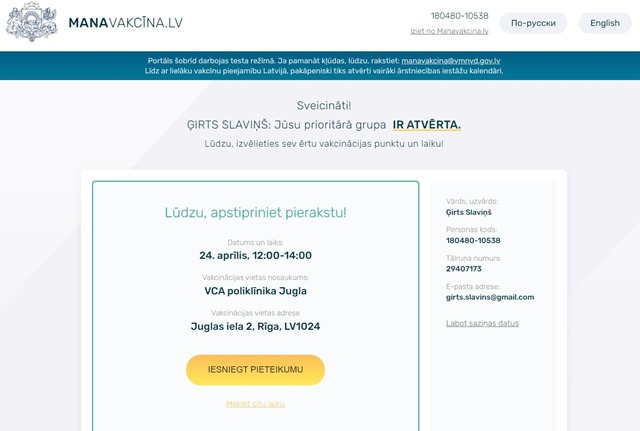 MANAVAKCĪNA.LV
180480-10538
Iziet no Manavakcina.lv
По-русски
English
Portāls šobrīd darbojas testa režīmā. Ja pamanāt kļūdas, lūdzu, rakstiet: manavakcina@vmnvd.gov.lv
Līdz ar lielāku vakcīnu pieejamību Latvijā, pakāpeniski tiks atvērti vairāki ārstniecības iestāžu kalendāri.
Sveicināti!
ĢIRTS SLAVIŅŠ: Jūsu prioritārā grupa IR ATVĒRTA.
Lūdzu, izvēlieties sev ērtu vakcinācijas punktu un laiku!
Lūdzu, apstipriniet pierakstu!
Datums un laiks:
24. aprīlis, 12:00-14:00
Vakcinācijas vietas nosaukums:
VCA poliklīnika Jugla
Vakcinācijas vietas adrese
Juglas iela 2, Rīga, LV1024
IESNIEGT PIETEIKUMU
Meklēt citu laiku
Vārds, uzvārds:
Ģirts Slaviņš
Personas kods:
180480-10538
Tālruņa numurs:
29407173
E-pasta adrese:
girts.slavins@gmail.com
Labot saziņas datus